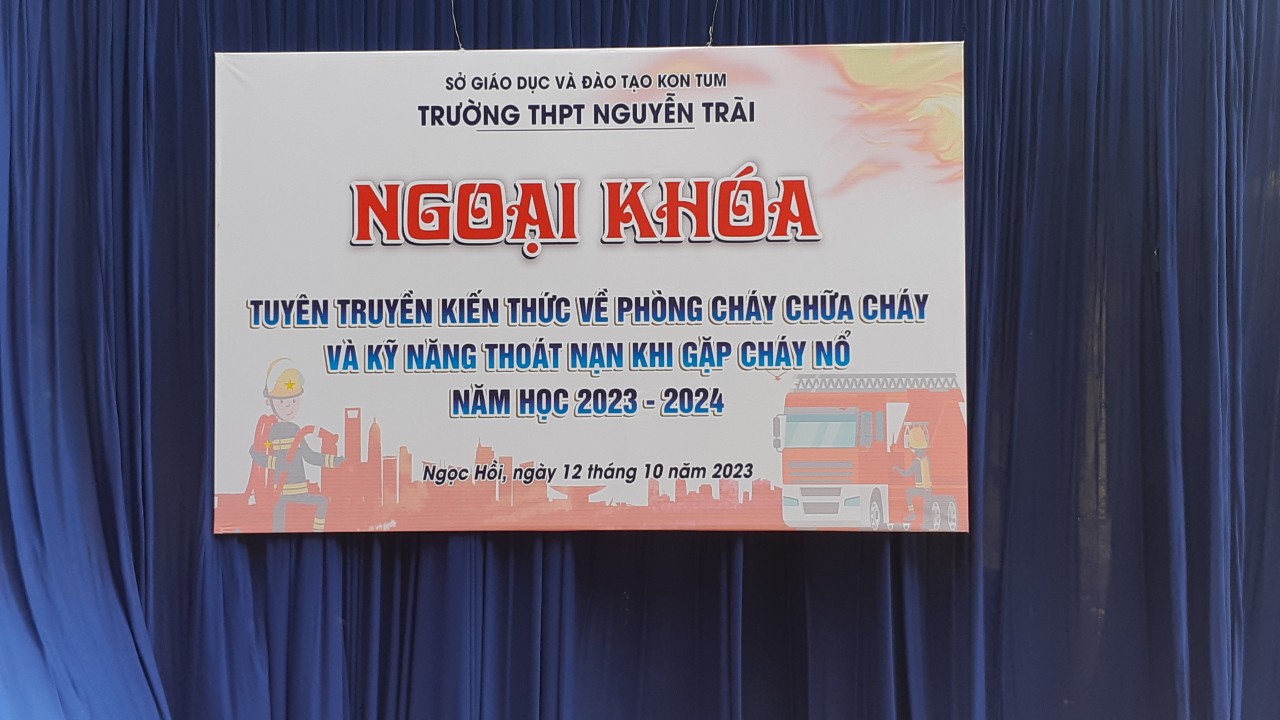 SỞ GIÁO DỤC VÀ ĐÀO TẠO KON TUM
TRƯỜNG THPT NGUYỄN TRÃI
NGOẠI KHÓA
TUYÊN TRUYỀN KIẾN THỨC VỀ PHÒNG CHÁY CHỮA CHÁY
VÀ KỸ NĂNG THOÁT NẠN KHI GẶP CHÁY NỔ
NĂM HỌC 2023 - 2024
Ngọc Hồi, ngày 12 tháng 10 năm 2023